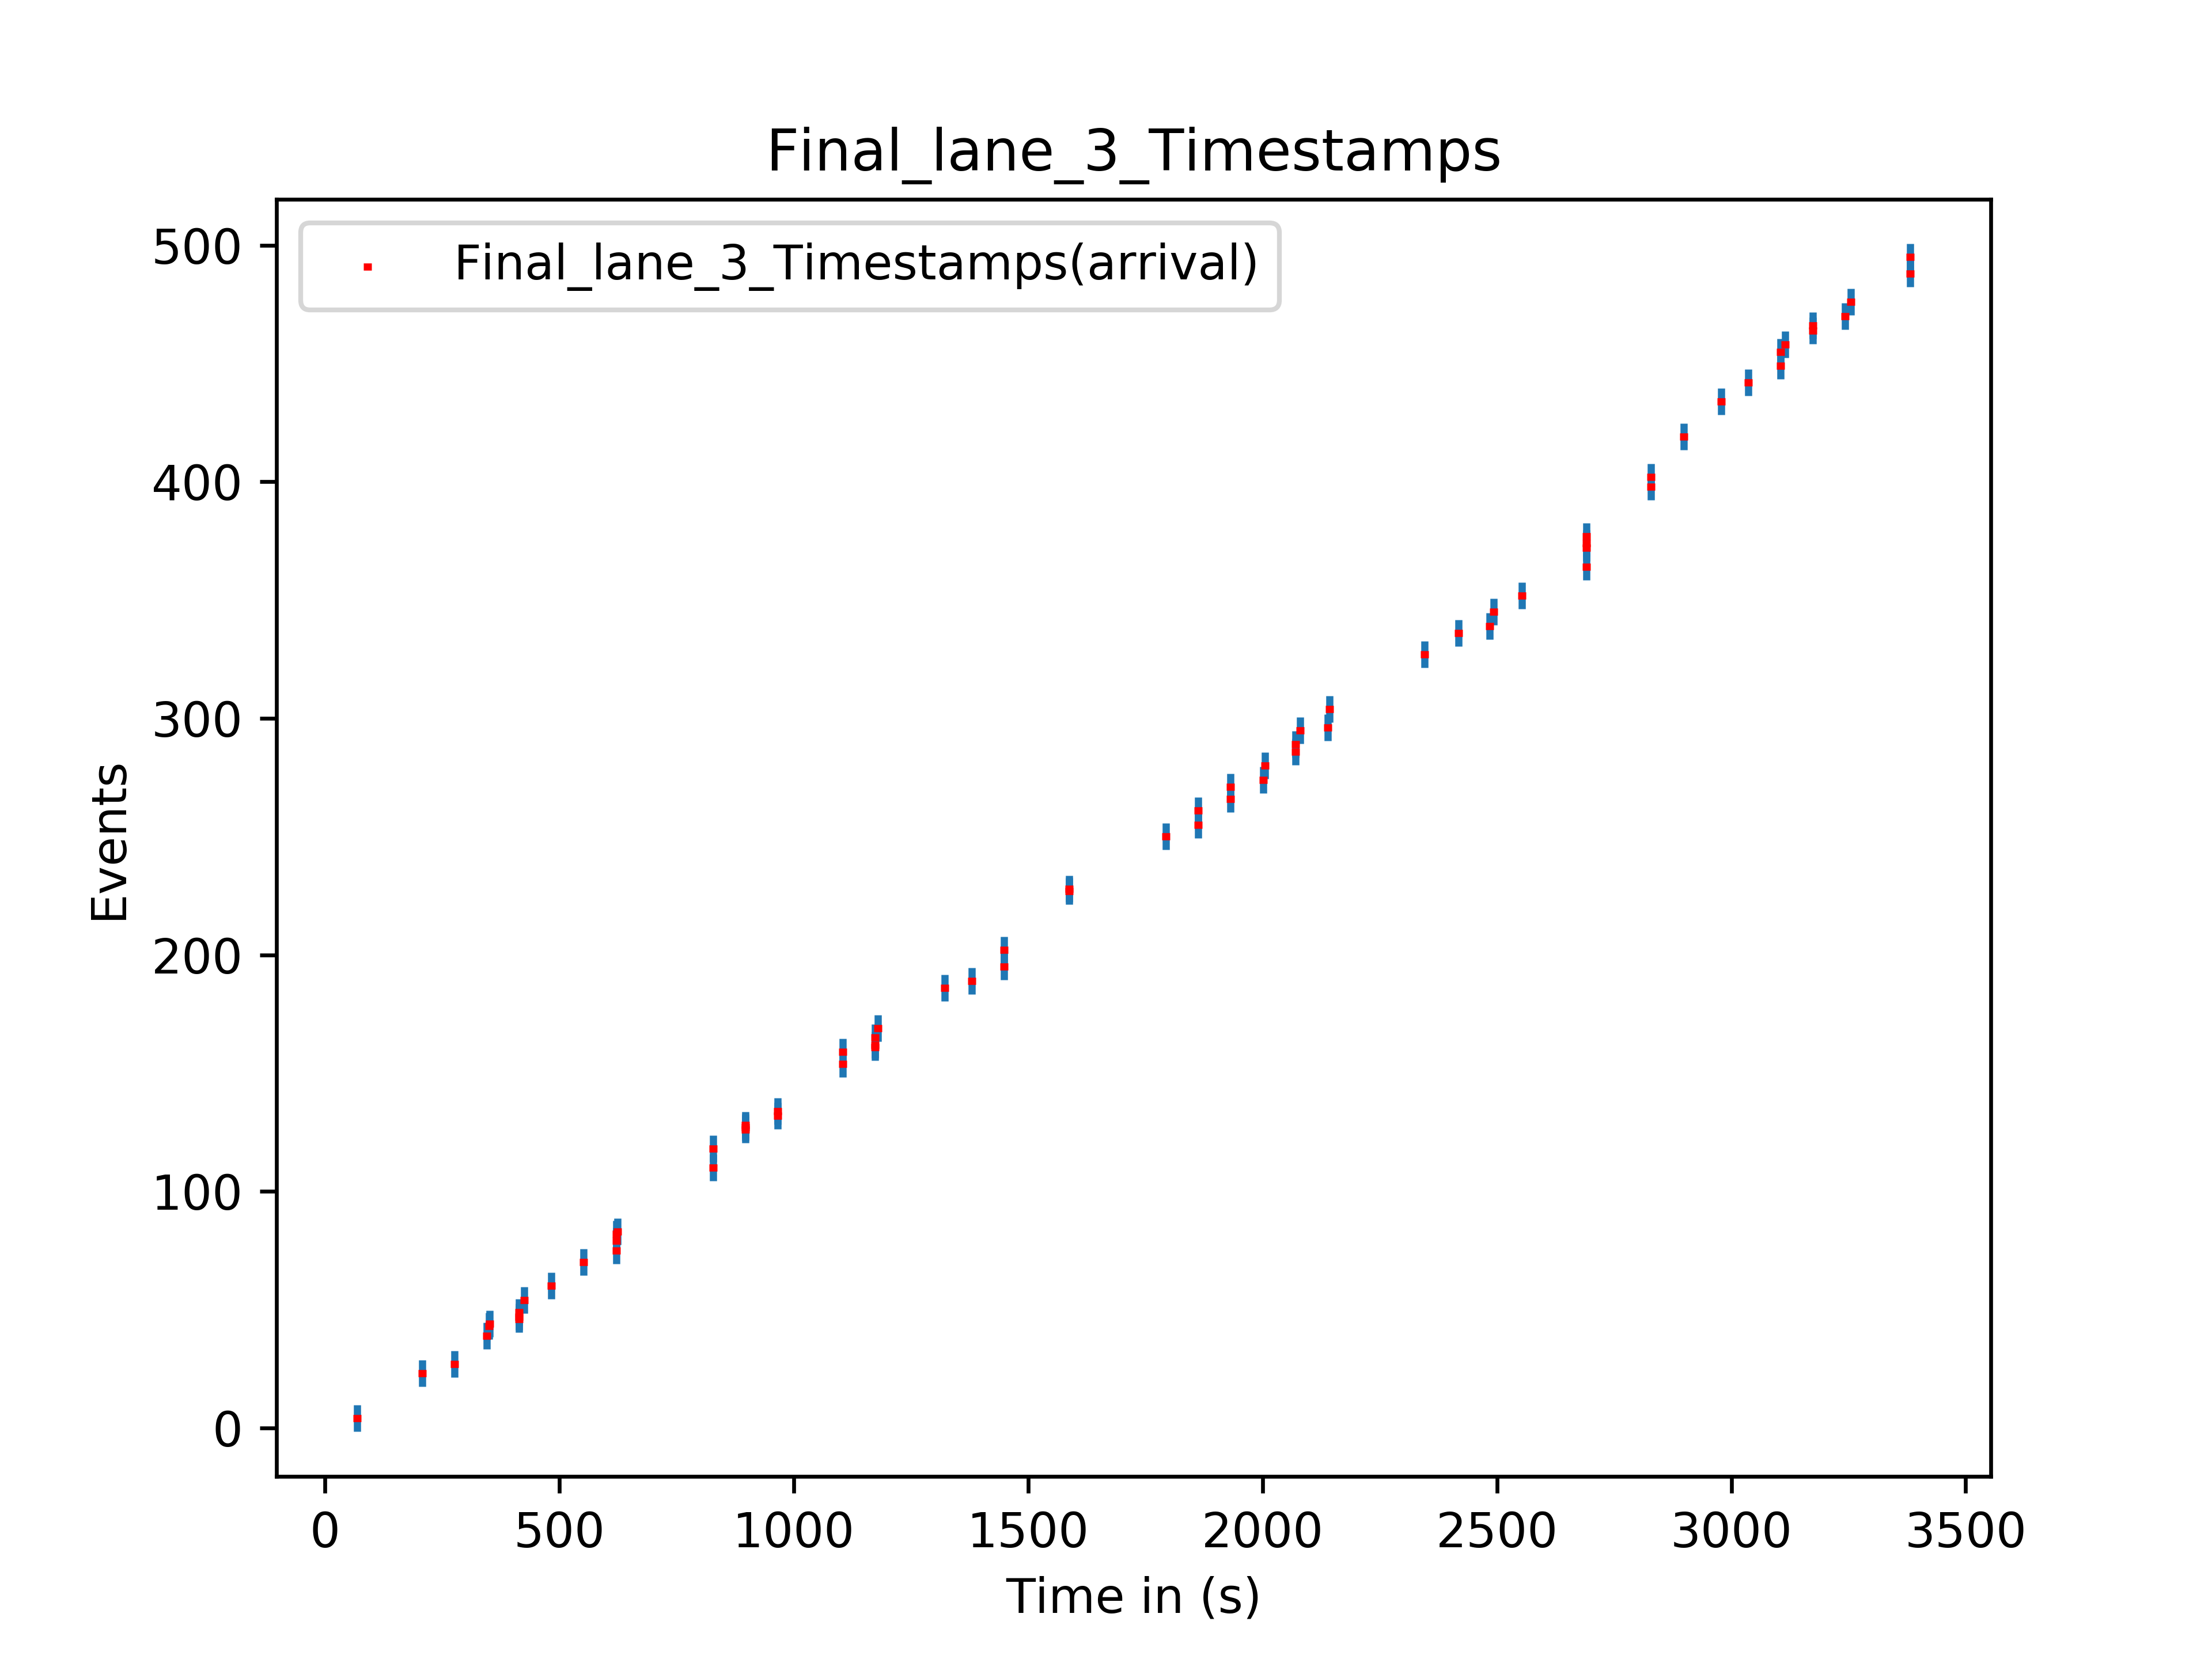 Final_lane_3_Timestamps
Final_lane_3_Timestamps(arrival)
500
400
300
200
100
0
Events
0 500 1000 1500 2000 2500 3000 3500
Time in (s)